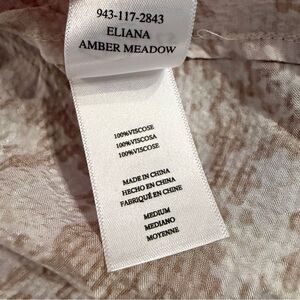 943-117-2843
ELIANA
AMBER MEADOW
100%VISCOSE
100%VISCOSA
100%VISCOSE
MADE IN CHINA
HECHO EN CHINA
FABRIQUÉ EN CHINE
MEDIUM
MEDIANO
MOYENNE